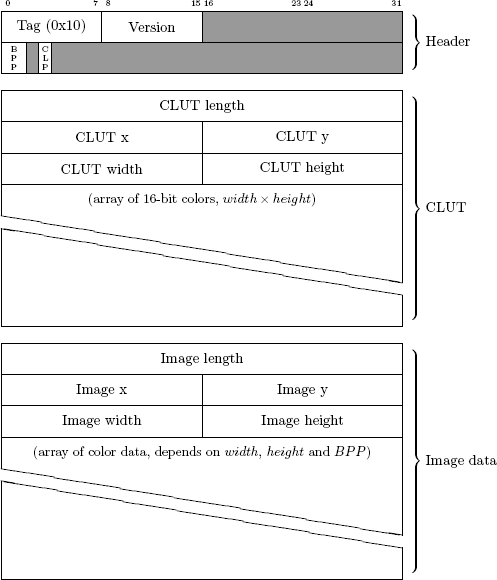 0 7 8 15 16 23 24 31
Tag (0x10) Version
Header
BPP CLP
CLUT length
CLUT x CLUT y
CLUT width CLUT height
(array of 16-bit colors, width × height)
CLUT
Image length
Image x Image y
Image width Image height
(array of color data, depends on width, height and BPP)
Image data